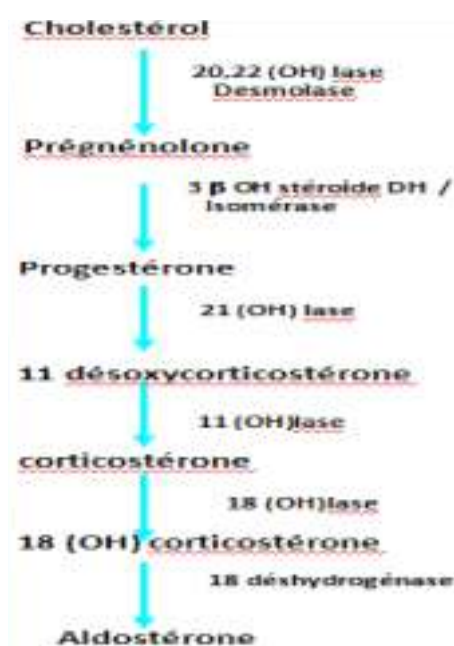 Cholestérol
20,22 (OH) lase
Desmolase
Prégnénolone
3 β OH stéroide DH /
Isomérase
Progestérone
21 (OH) lase
11 désoxycorticostérone
11 (OH)lase
corticostérone
18 (OH)lase
18 (OH) corticostérone
18 déshydrogénase
Aldostérone